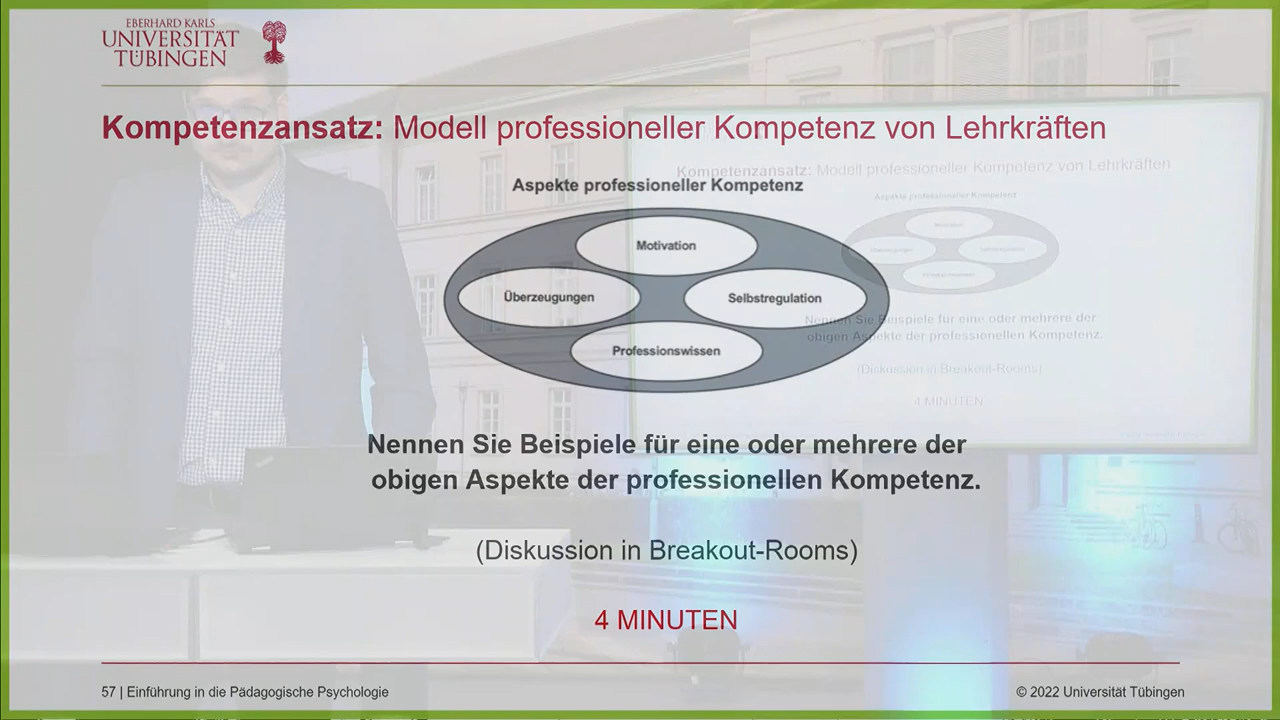 EBERHARD KARLS
UNIVERSITÄT
TÜBINGEN
Kompetenzansatz: Modell professioneller Kompetenz von Lehrkräften
Aspekte professioneller Kompetenz
Motivation
Überzeugungen
Selbstregulation
Professionswissen
Nennen Sie Beispiele für eine oder mehrere der
obigen Aspekte der professionellen Kompetenz.
(Diskussion in Breakout-Rooms)
4 MINUTEN
57 | Einführung in die Pädagogische Psychologie
© 2022 Universität Tübingen
Kompetenzansatz: Modell professioneller Kompetenz von Lehrkräften
Aspekte professioneller Kompetenz
Nennen Sie Beispiele für eine oder mehrere der
obigen Aspekte der professionellen Kompetenz.
(Diskussion in Breakout-Rooms)
4 MINUTEN